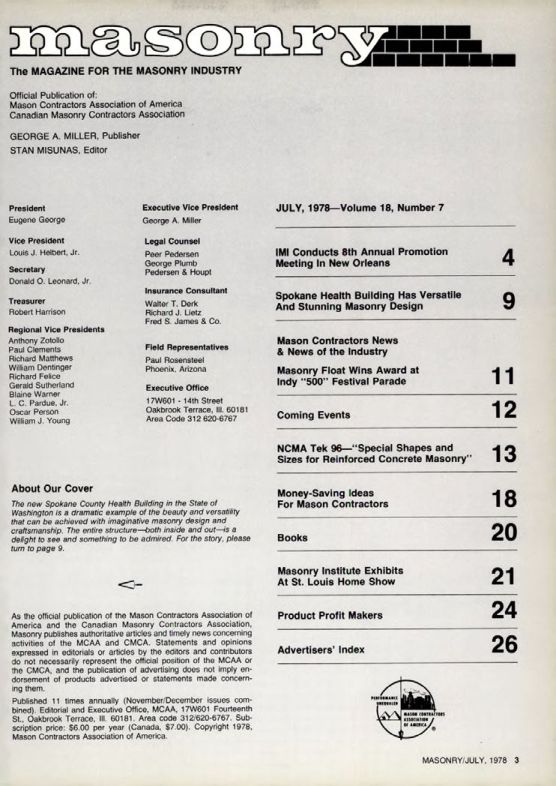 masonry
The MAGAZINE FOR THE MASONRY INDUSTRY
Official Publication of:
Mason Contractors Association of America
Canadian Masonry Contractors Association
GEORGE A. MILLER, Publisher
STAN MISUNAS, Editor
President
Eugene George
Vice President
Louis J. Helbert, Jr.
Secretary
Donald O. Leonard, Jr.
Treasurer
Robert Harrison
Regional Vice Presidents
Anthony Zotollo
Paul Clements
Richard Matthews
William Dentinger
Richard Felice
Gerald Sutherland
Blaine Warner
L. C. Pardue, Jr.
Oscar Person
William J. Young
Executive Vice President
George A. Miller
Legal Counsel
Peer Pedersen
George Plumb
Pedersen & Houpt
Insurance Consultant
Walter T. Derk
Richard J. Lietz
Fred S. James & Co.
Field Representatives
Paul Rosensteel
Phoenix, Arizona
Executive Office
17W601 - 14th Street
Oakbrook Terrace, Ill. 60181
Area Code 312 620-6767
About Our Cover
The new Spokane County Health Building in the State of
Washington is a dramatic example of the beauty and versatility
that can be achieved with imaginative masonry design and
craftsmanship. The entire structure—both inside and out—is a
delight to see and something to be admired. For the story, please
turn to page 9.
As the official publication of the Mason Contractors Association of
America and the Canadian Masonry Contractors Association,
Masonry publishes authoritative articles and timely news concerning
activities of the MCAA and CMCA. Statements and opinions
expressed in editorials or articles by the editors and contributors
do not necessarily represent the official position of the MCAA or
the CMCA, and the publication of advertising does not imply en-
dorsement of products advertised or statements made concern-
ing them.
Published 11 times annually (November/December issues com-
bined). Editorial and Executive Office, MCAA, 17W601 Fourteenth
St., Oakbrook Terrace, Ill. 60181. Area code 312/620-6767. Sub-
scription price: $6.00 per year (Canada, $7.00). Copyright 1978,
Mason Contractors Association of America.
JULY, 1978—Volume 18, Number 7
IMI Conducts 8th Annual Promotion
Meeting In New Orleans 4
Spokane Health Building Has Versatile
And Stunning Masonry Design 9
Mason Contractors News
& News of the Industry
Masonry Float Wins Award at
Indy "500" Festival Parade 11
Coming Events 12
NCMA Tek 96—"Special Shapes and
Sizes for Reinforced Concrete Masonry" 13
Money-Saving Ideas
For Mason Contractors 18
Books 20
Masonry Institute Exhibits
At St. Louis Home Show 21
Product Profit Makers 24
Advertisers' Index 26
PERFORMANCE
UNEQUALED
MASON CONTRACTORS
ASSOCIATION
OF AMERICA
®
MASONRY/JULY, 1978 3